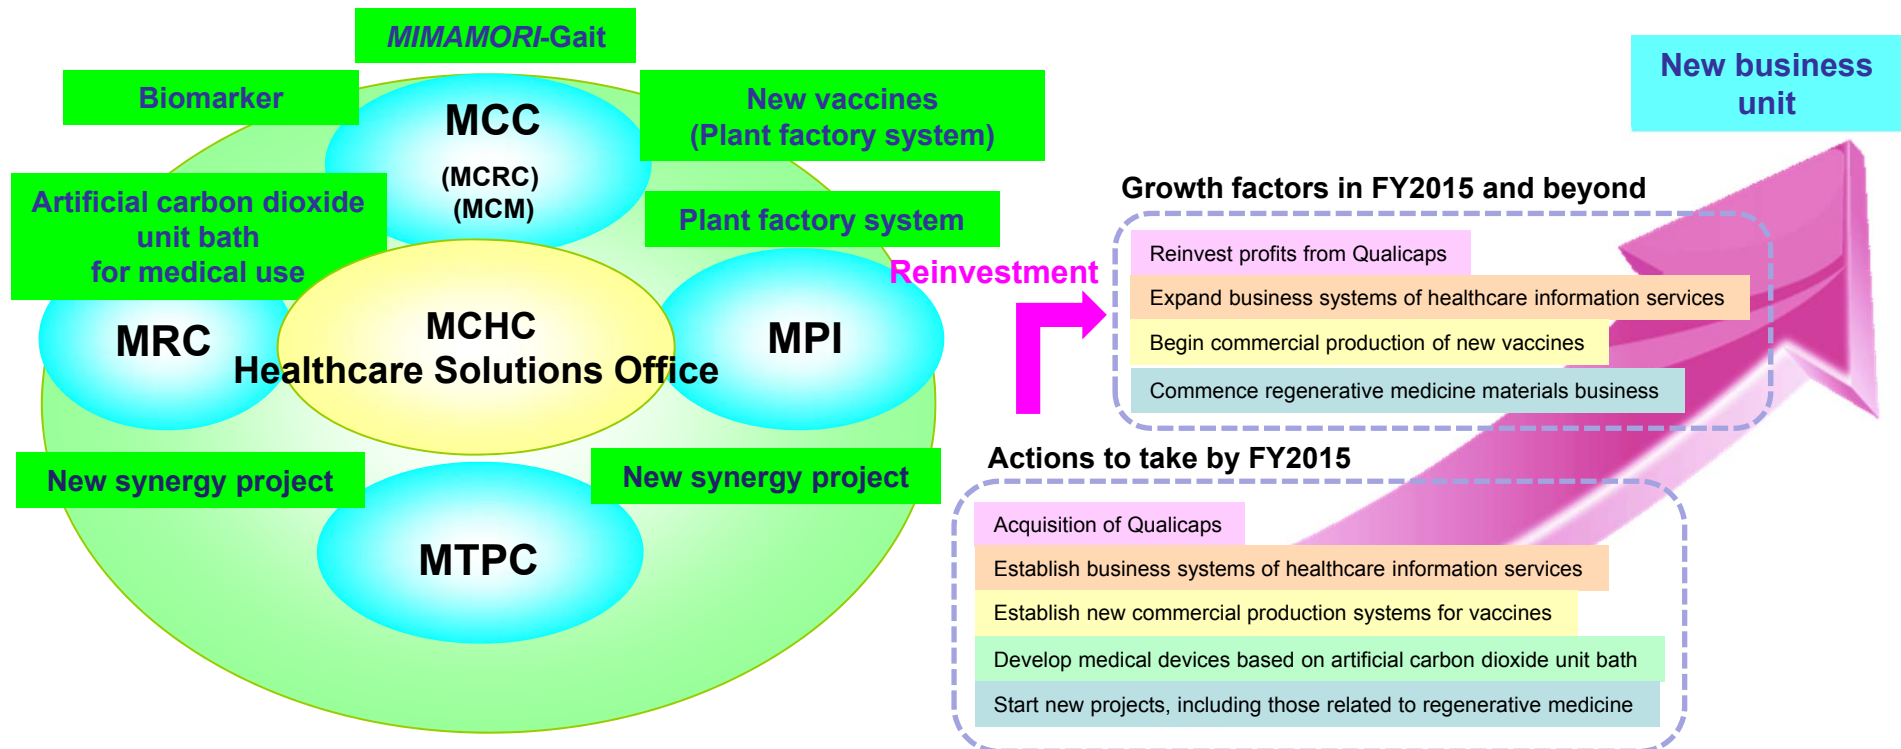 MIMAMORI-Gait
Biomarker
New vaccines
(Plant factory system)
MCC
(MCRC)
(MCM)
Artificial carbon dioxide
unit bath
for medical use
Plant factory system
MRC
MCHC
Healthcare Solutions Office
MPI
New synergy project
New synergy project
MTPC
Reinvestment
New business
unit
Growth factors in FY2015 and beyond
Reinvest profits from Qualicaps
Expand business systems of healthcare information services
Begin commercial production of new vaccines
Commence regenerative medicine materials business
Actions to take by FY2015
Acquisition of Qualicaps
Establish business systems of healthcare information services
Establish new commercial production systems for vaccines
Develop medical devices based on artificial carbon dioxide unit bath
Start new projects, including those related to regenerative medicine